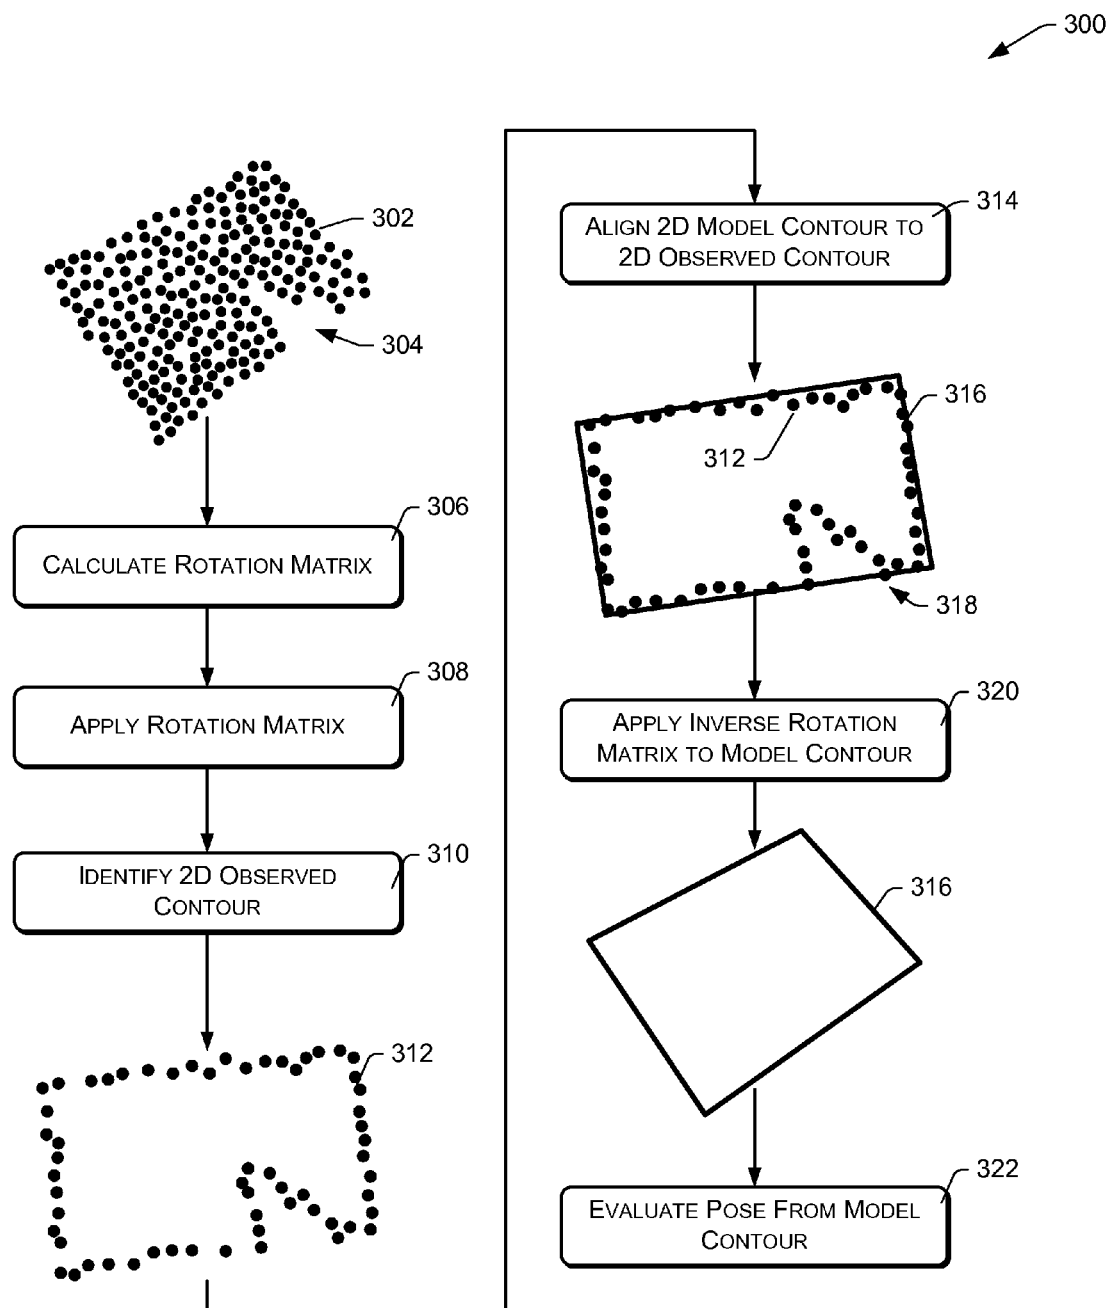 300
302
304
306
CALCULATE ROTATION MATRIX
308
APPLY ROTATION MATRIX
310
IDENTIFY 2D OBSERVED
CONTOUR
312
314
ALIGN 2D MODEL CONTOUR TO
2D OBSERVED CONTOUR
316
312
318
320
APPLY INVERSE ROTATION
MATRIX TO MODEL CONTOUR
316
322
EVALUATE POSE FROM MODEL
CONTOUR